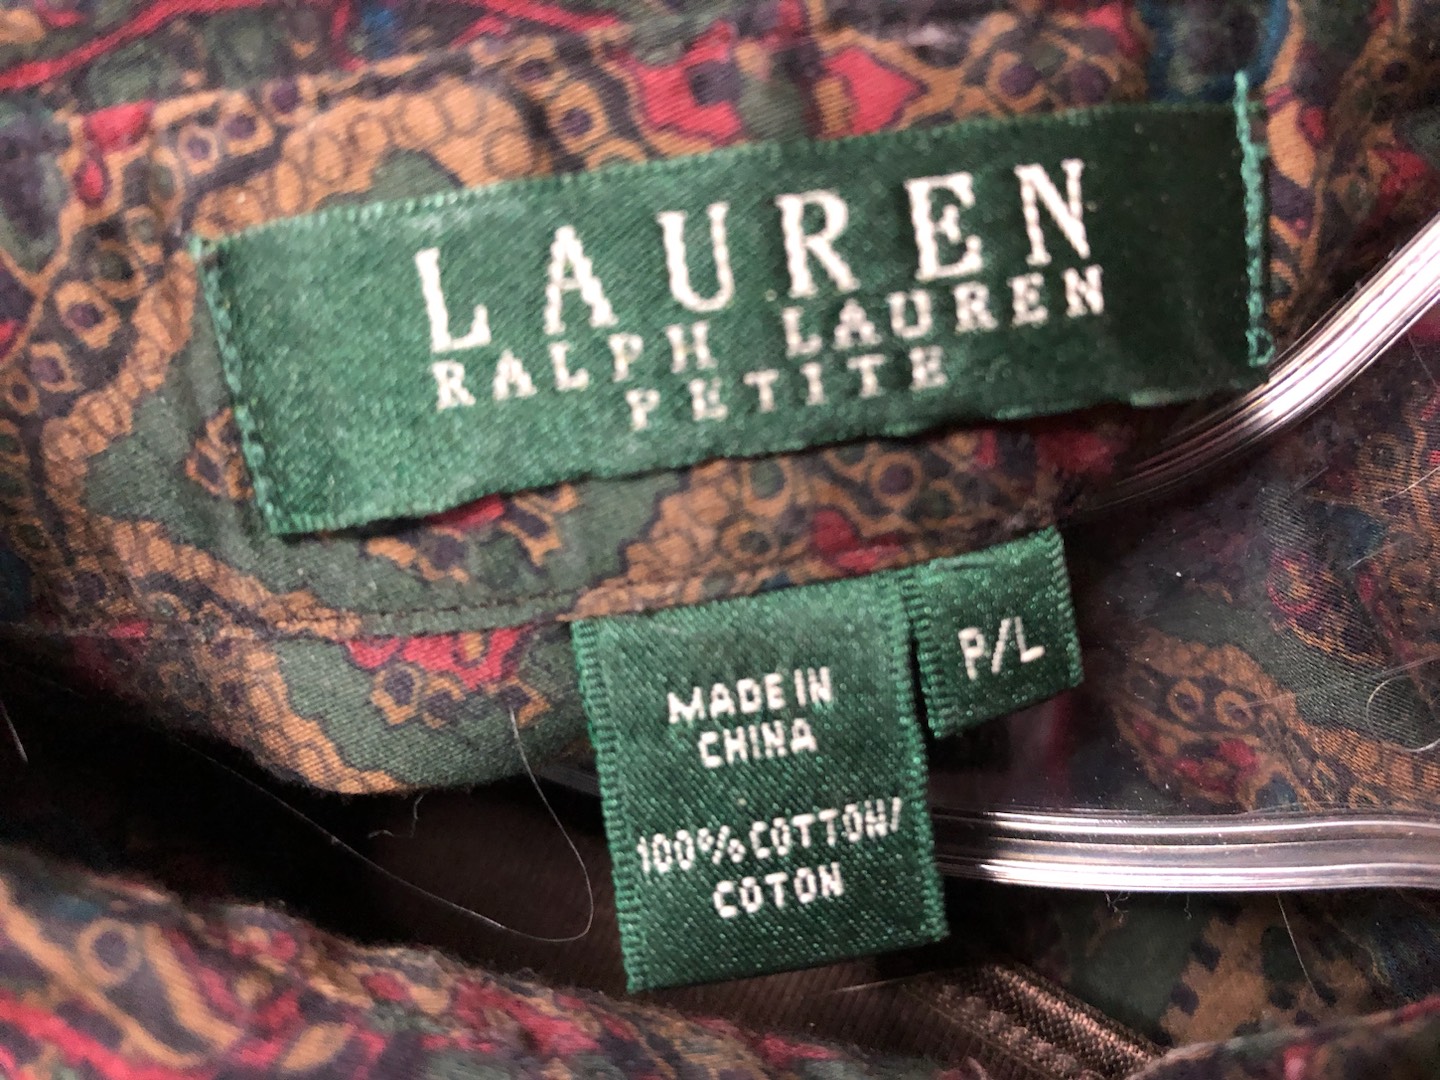 LAUREN
RALPH LAUREN
PETITE
P/L
MADE IN
CHINA
100% COTTON/
COTON